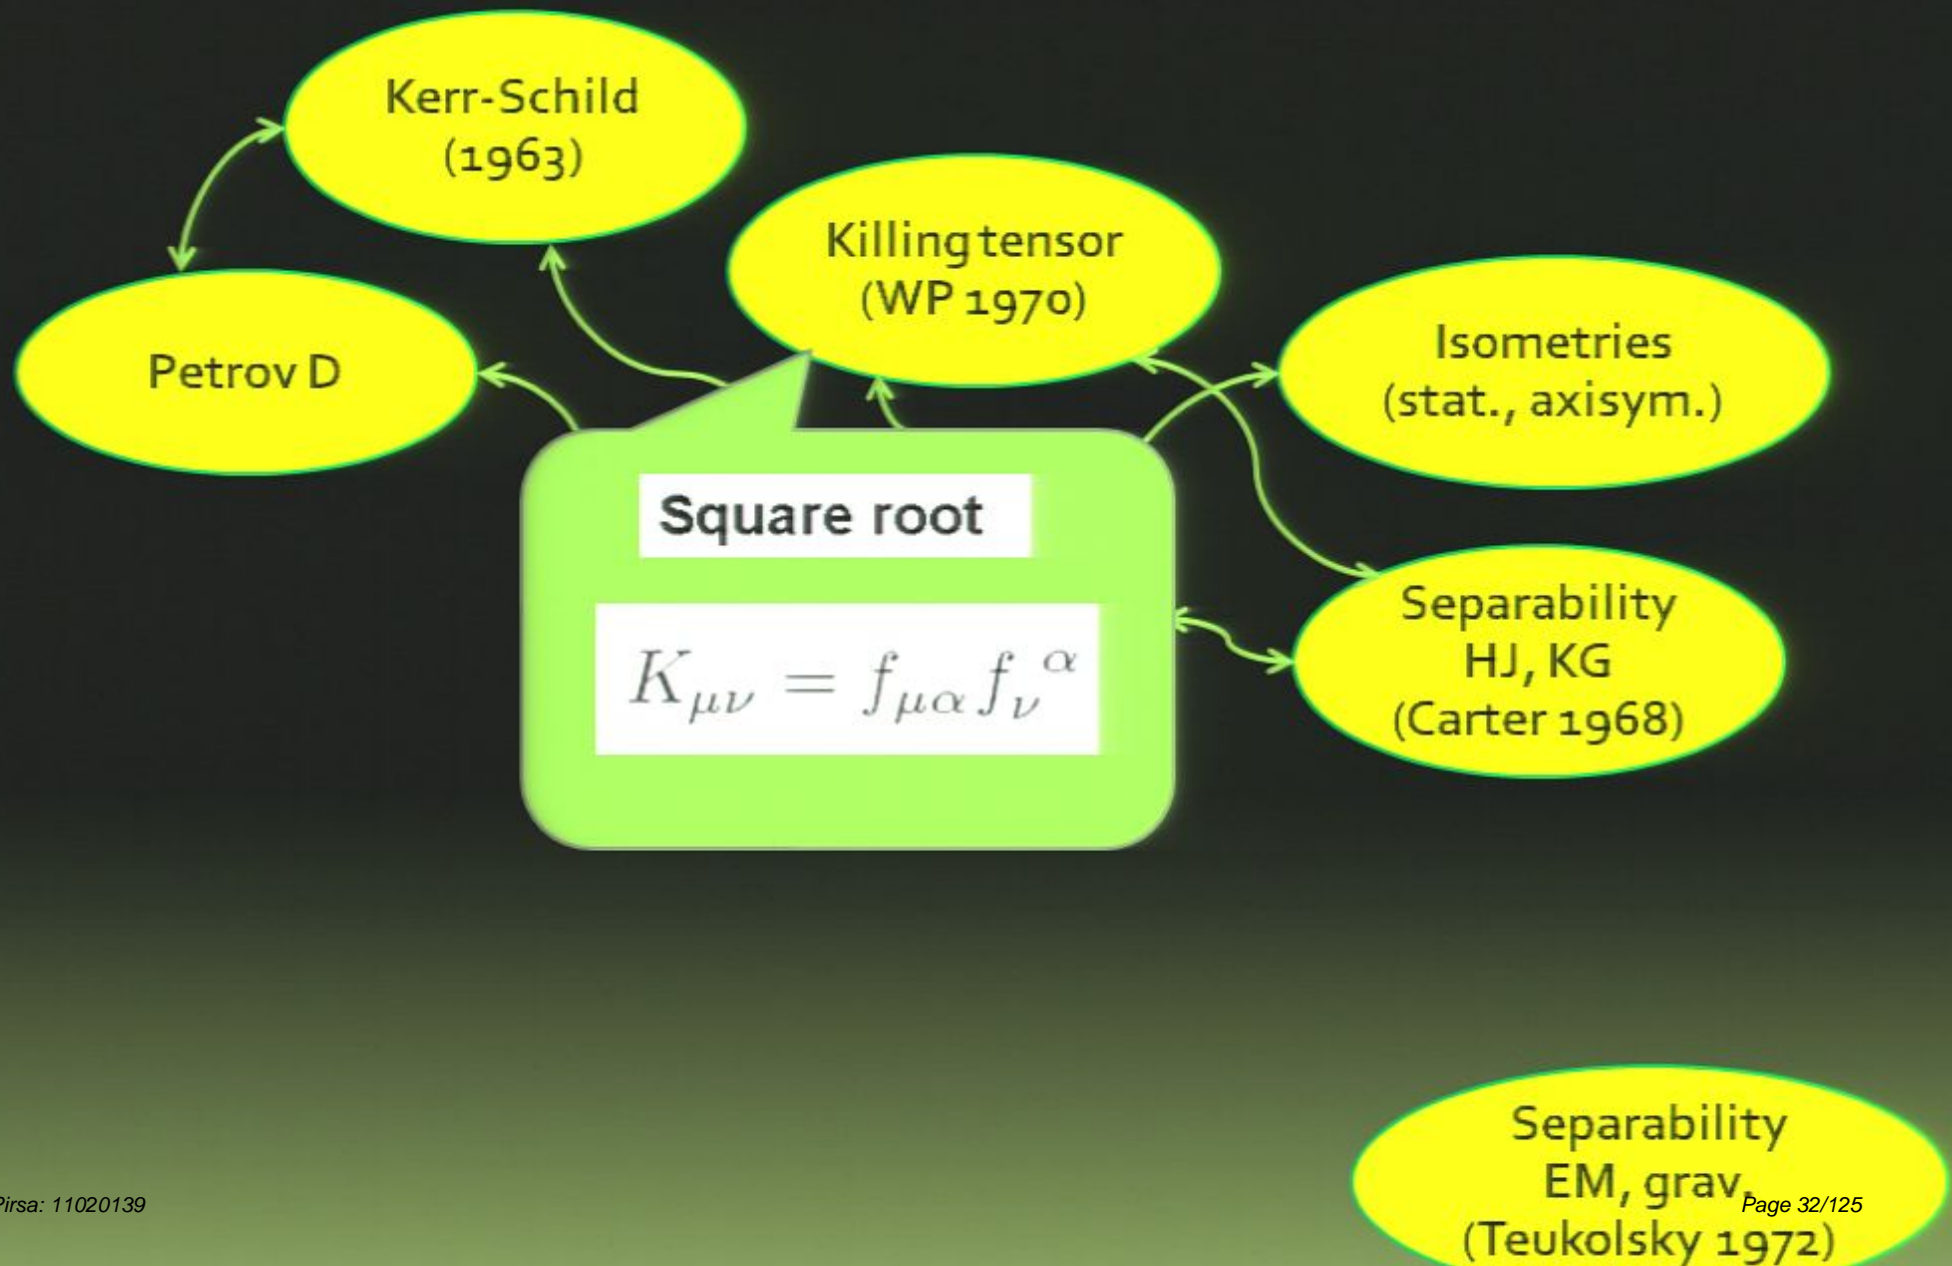 Kerr-Schild
(1963)
Killing tensor
(WP 1970)
Petrov D
Isometries
(stat., axisym.)
Square root
K_{μν} = f_{μα} f_ν^α
Separability
HJ, KG
(Carter 1968)
Separability
EM, grav.
(Teukolsky 1972)
Pirsa: 11020139
Page 32/125